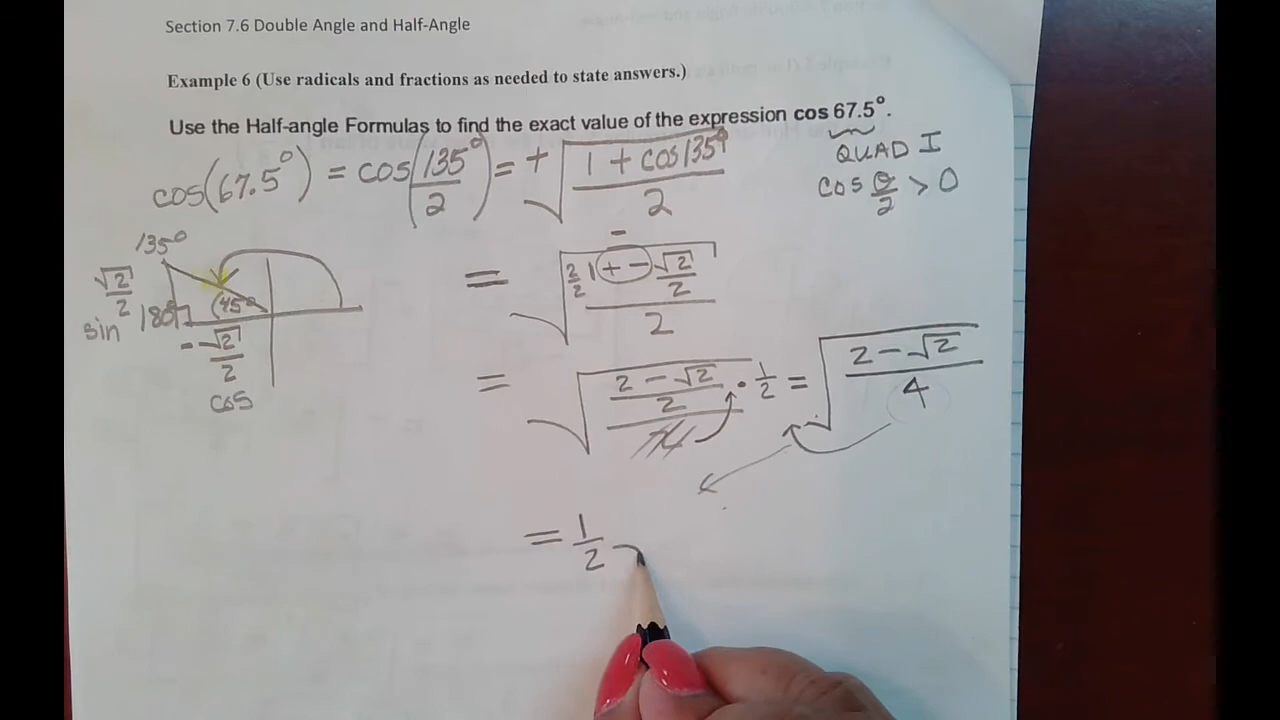 Section 7.6 Double Angle and Half-Angle
Example 6 (Use radicals and fractions as needed to state answers.)
Use the Half-angle Formulas to find the exact value of the expression cos 67.5°.
QUAD I
cos θ/2 > 0
cos(67.5°) = cos(135°/2) = +√((1 + cos135°)/2)
135°
√2/2
sin
180°
45°
-√2/2
cos
-
= √((2/2 1 + - √2/2)/2)
= √(((2 - √2)/2) · 1/2 = √((2 - √2)/4)
= 1/2